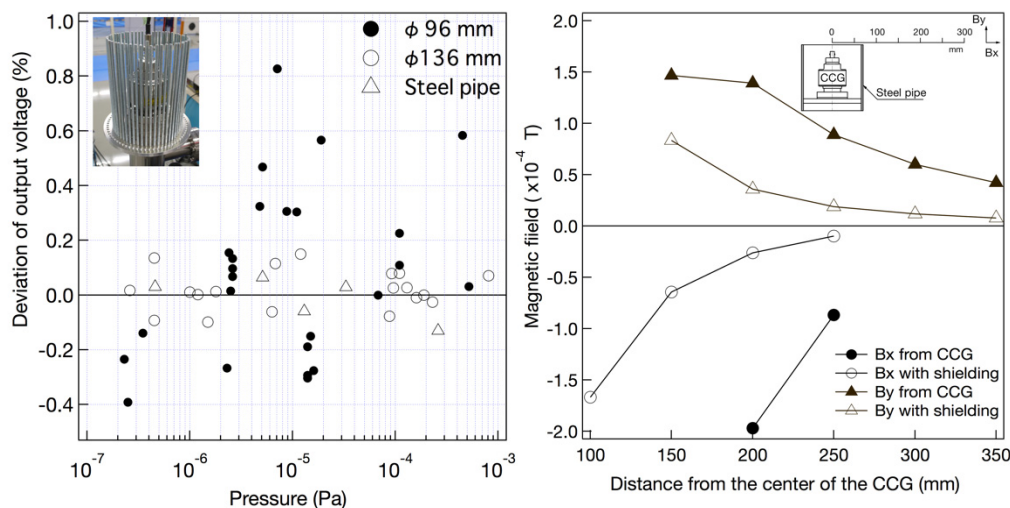 1.0
0.8
0.6
0.4
0.2
0.0
-0.2
-0.4
Deviation of output voltage (%)
ϕ 96 mm
ϕ136 mm
Steel pipe
10-7
10-6
10-5
10-4
10-3
Pressure (Pa)
2.0
1.5
1.0
0.5
0.0
-0.5
-1.0
-1.5
-2.0
Magnetic fiield ( x10-4 T)
0 100 200 300
mm
By
Bx
CCG
Steel pipe
Bx from CCG
Bx with shielding
By from CCG
By with shielding
100 150 200 250 300 350
Distance from the center of the CCG (mm)